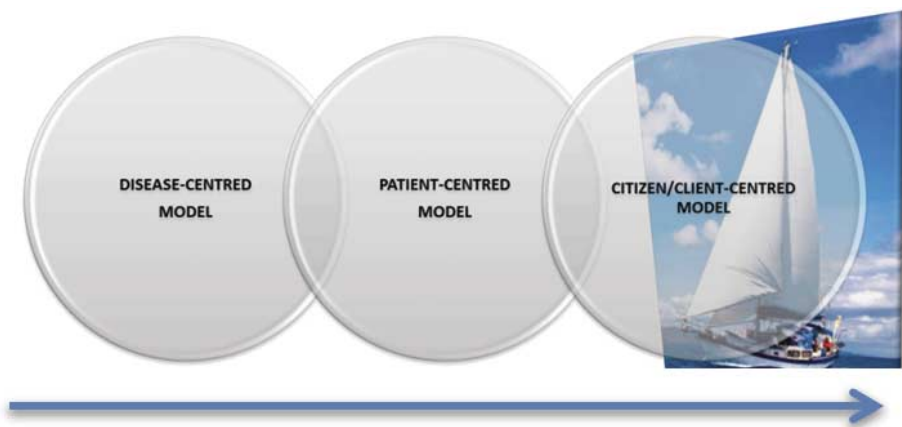 DISEASE-CENTRED
MODEL
PATIENT-CENTRED
MODEL
CITIZEN/CLIENT-CENTRED
MODEL